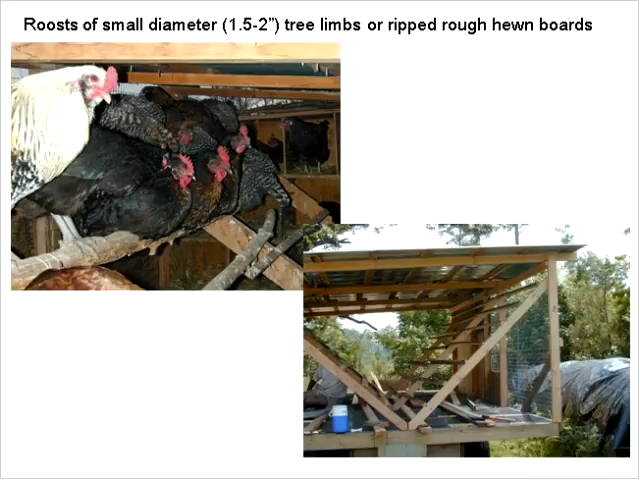 Roosts of small diameter (1.5-2”) tree limbs or ripped rough hewn boards